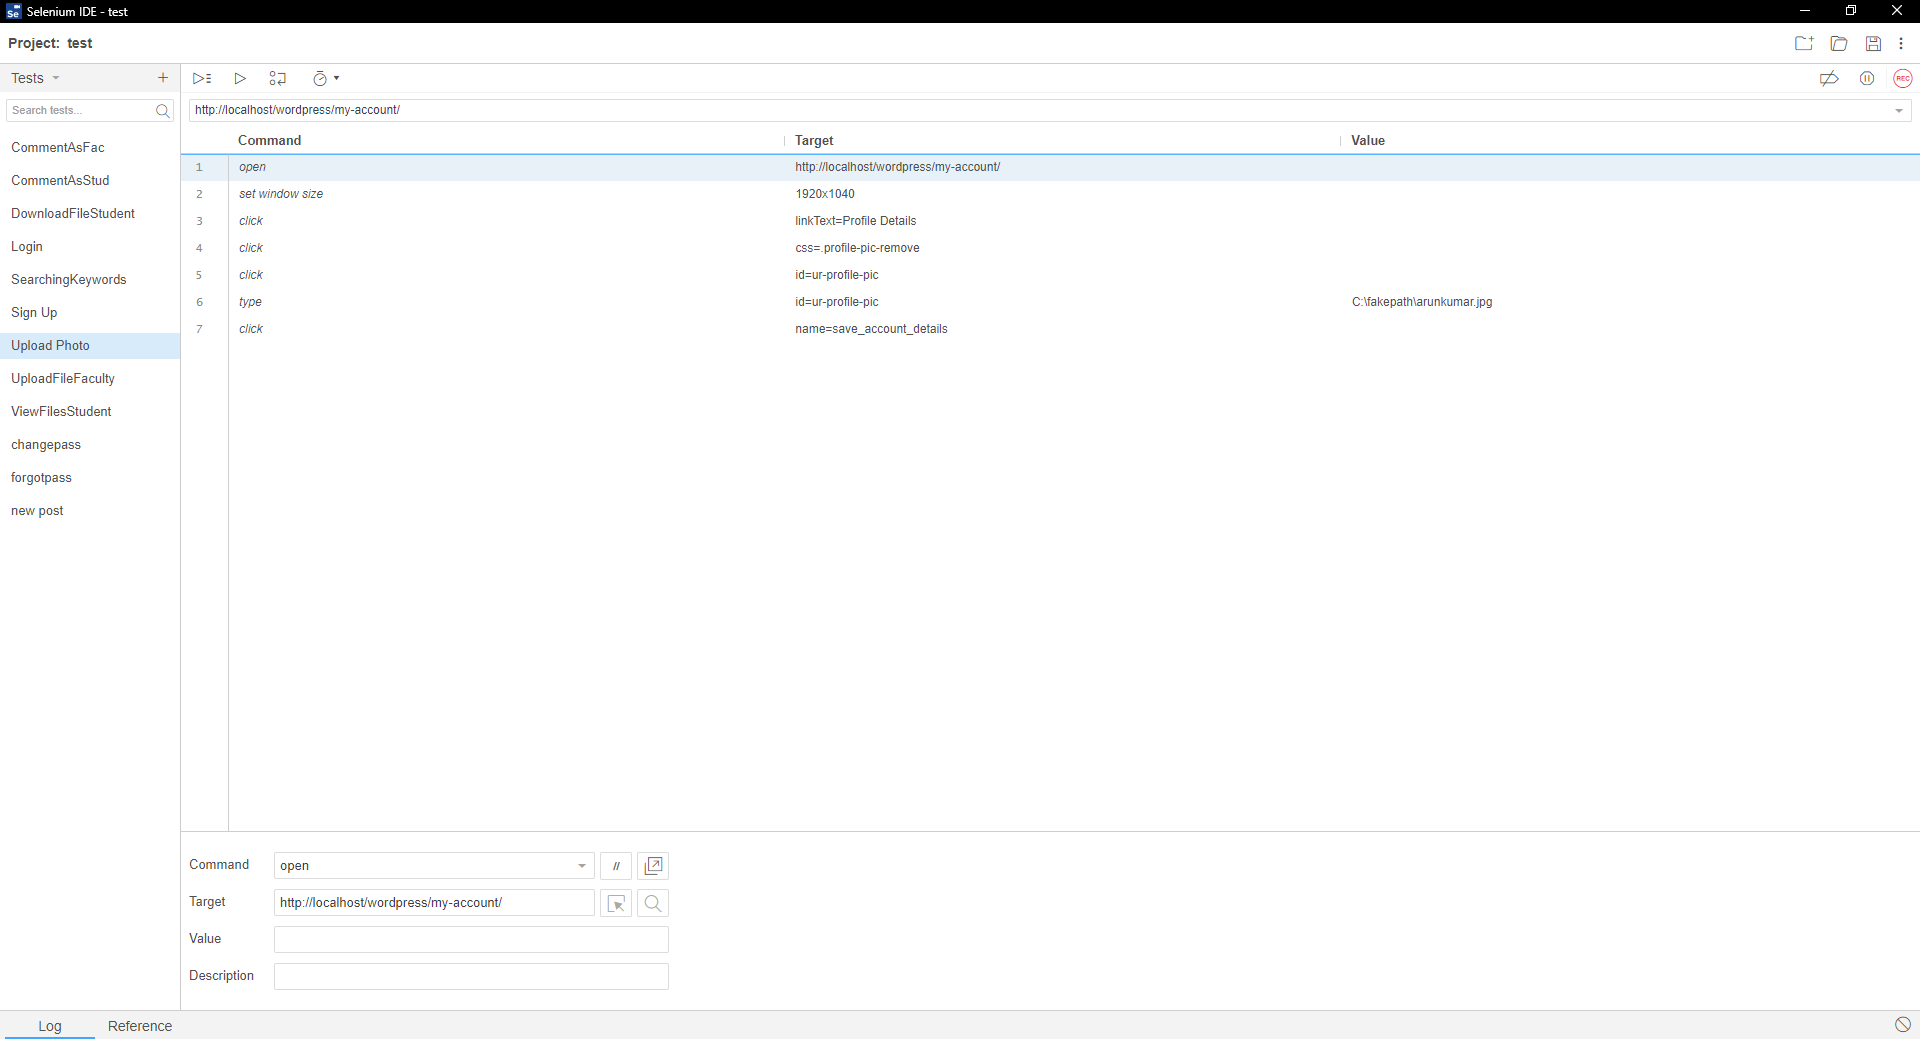 Selenium IDE - test
Project: test
Tests
Search tests...
CommentAsFac
CommentAsStud
DownloadFileStudent
Login
SearchingKeywords
Sign Up
Upload Photo
UploadFileFaculty
ViewFilesStudent
changepass
forgotpass
new post
REC
http://localhost/wordpress/my-account/
Command Target Value
1 open http://localhost/wordpress/my-account/
2 set window size 1920x1040
3 click linkText=Profile Details
4 click css=.profile-pic-remove
5 click id=ur-profile-pic
6 type id=ur-profile-pic C:\fakepath\arunkumar.jpg
7 click name=save_account_details
Command open //
Target http://localhost/wordpress/my-account/
Value
Description
Log Reference